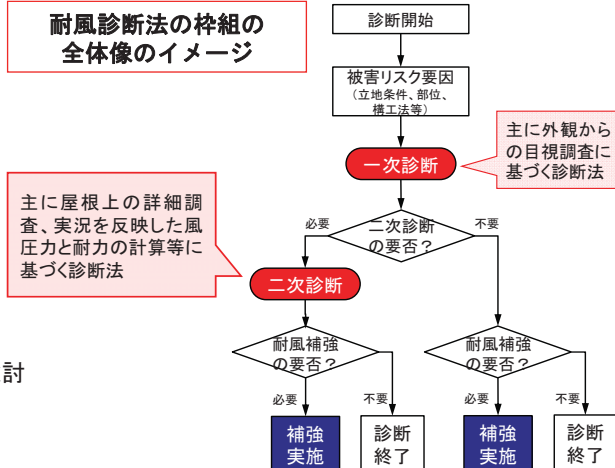 耐風診断法の枠組の
全体像のイメージ
診断開始
被害リスク要因
（立地条件、部位、
構工法等）
主に外観から
の目視調査に
基づく診断法
一次診断
主に屋根上の詳細調
査、実況を反映した風
圧力と耐力の計算等に
基づく診断法
必要
二次診断
の要否？
不要
二次診断
耐風補強
の要否？
耐風補強
の要否？
討
必要
不要
必要
不要
補強
実施
診断
終了
補強
実施
診断
終了